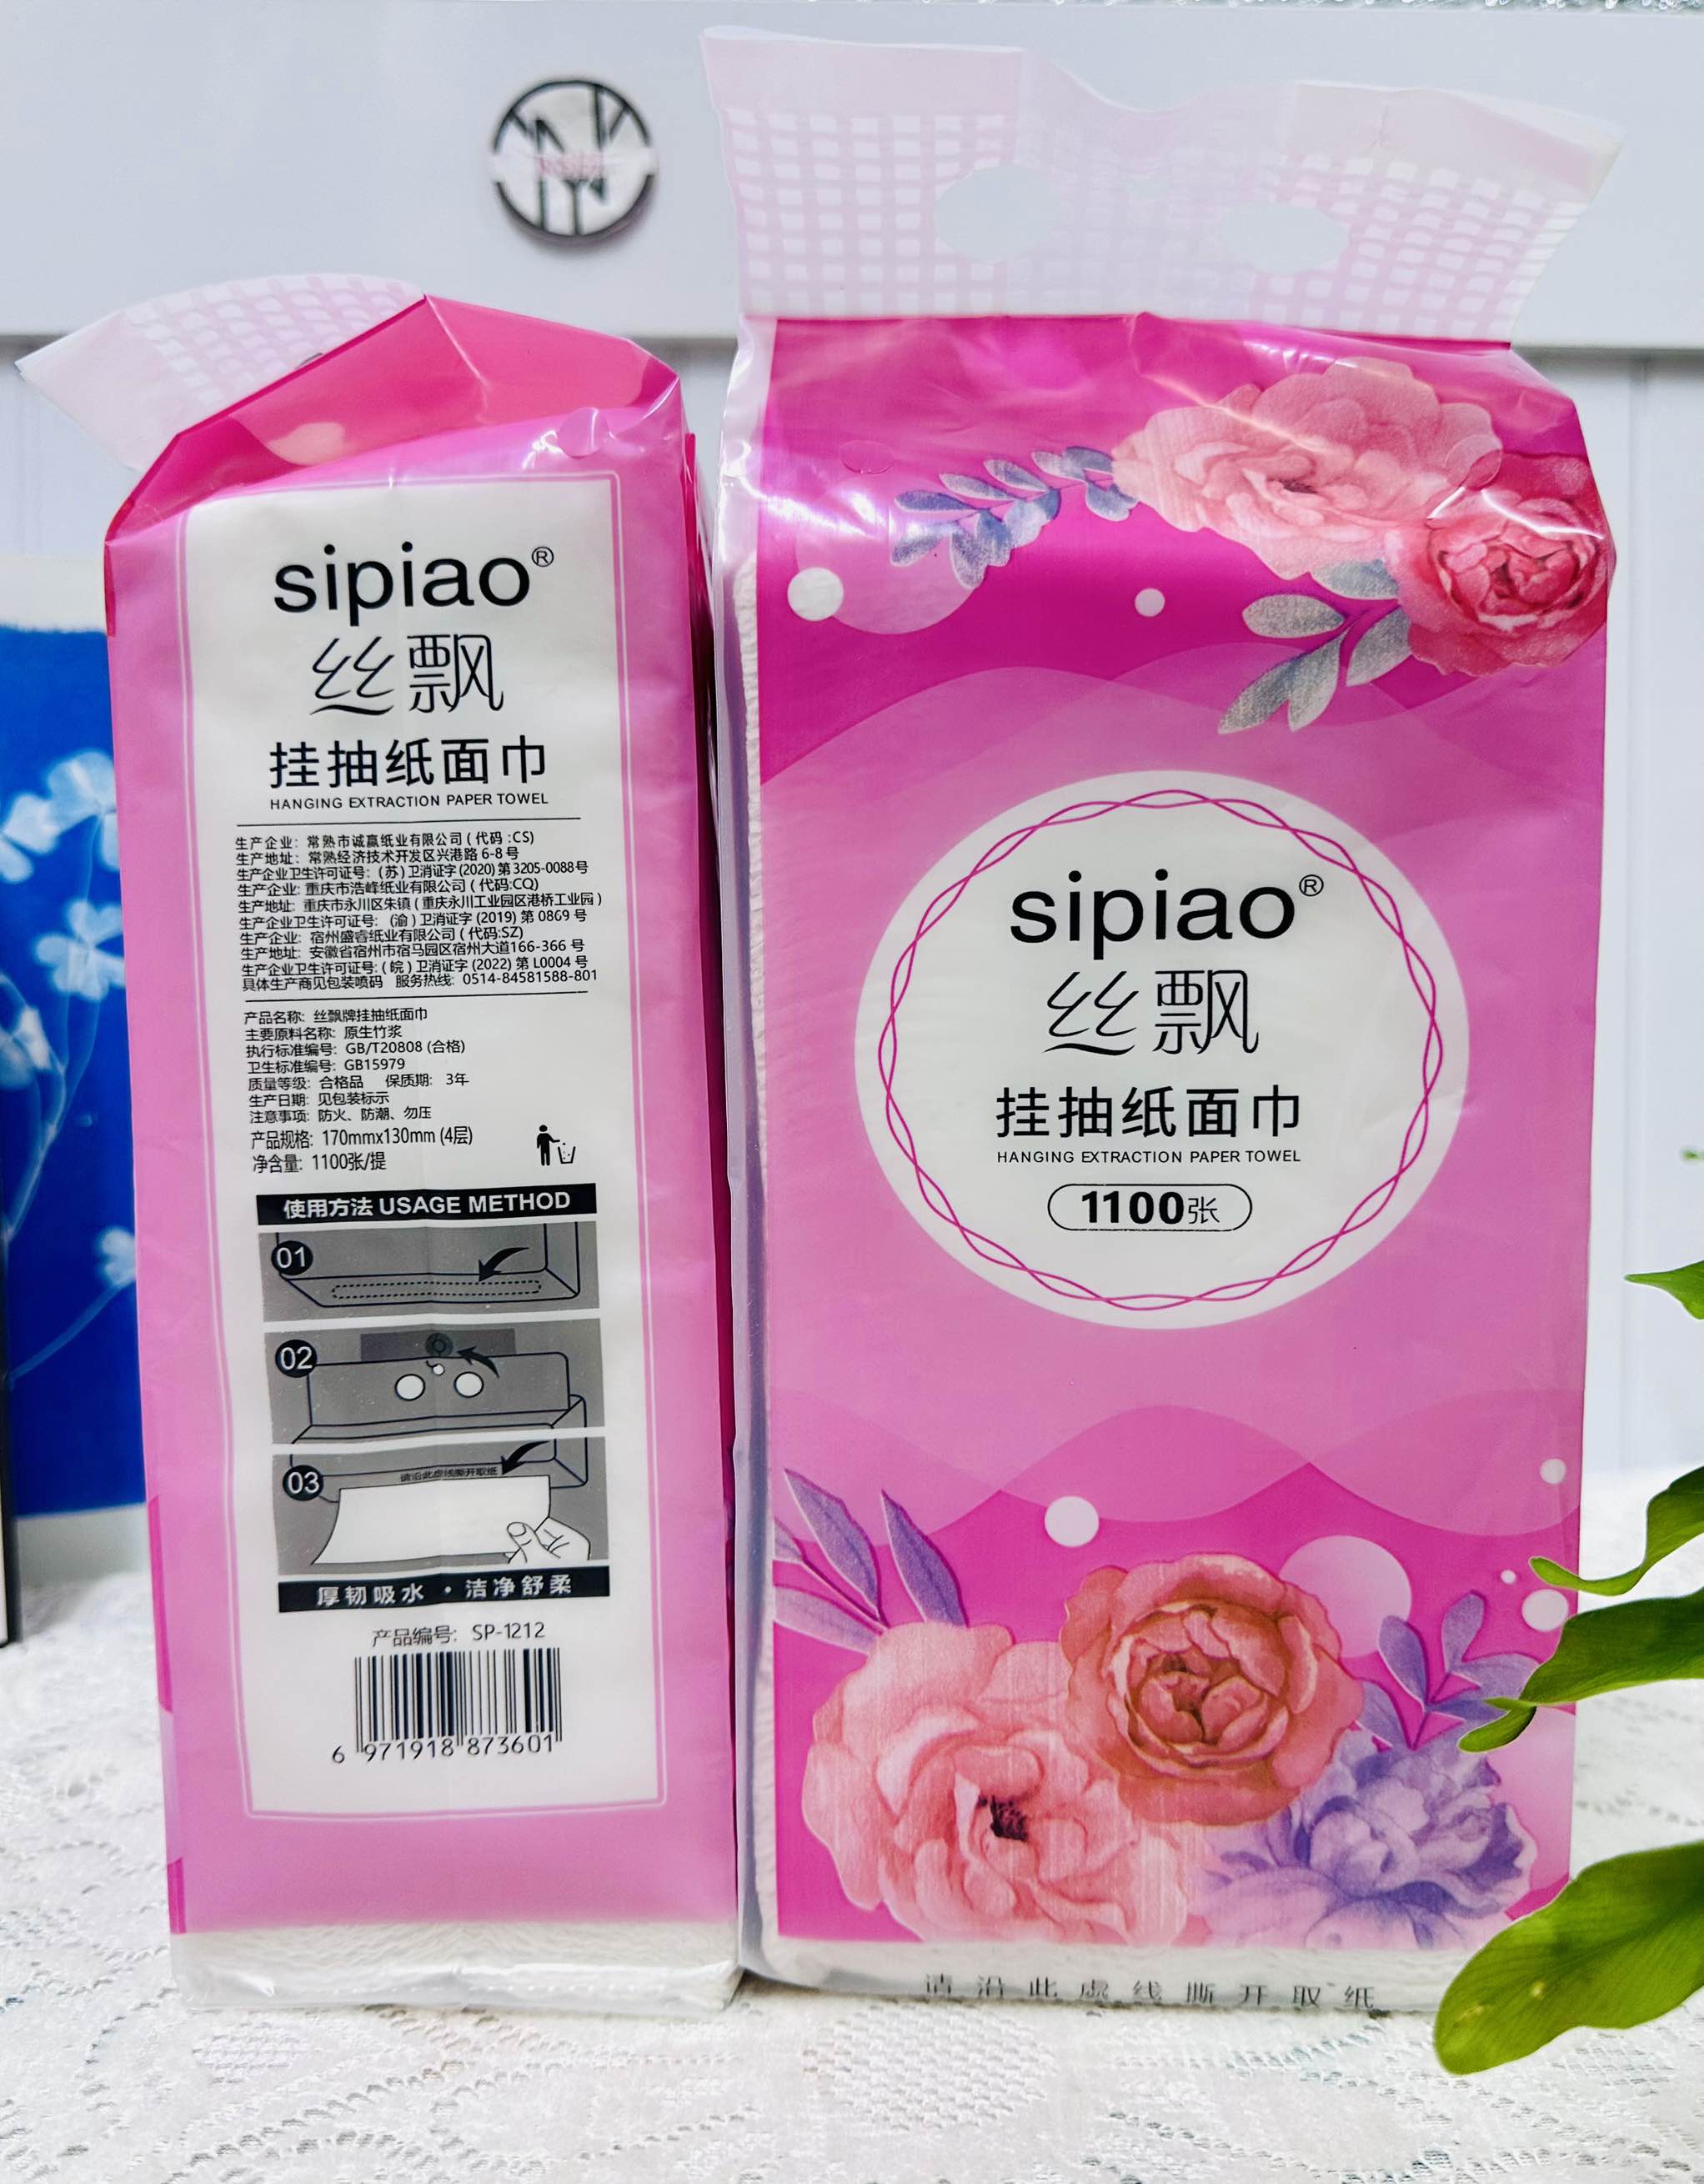 sipiao®
丝飘
挂抽纸面巾
HANGING EXTRACTION PAPER TOWEL
生产企业: 常熟市诚赢纸业有限公司 ( 代码 :CS)
生产地址: 常熟经济技术开发区兴港路 6-8 号
生产企业卫生许可证号: ( 苏 ) 卫消证字 (2020) 第 3205-0088号
生产企业: 重庆市浩峰纸业有限公司 ( 代码:CQ)
生产地址: 重庆市永川区朱镇 ( 重庆永川工业园区港桥工业园 )
生产企业卫生许可证号: (渝 ) 卫消证字 (2019) 第 0869 号
生产企业: 宿州盛睿纸业有限公司 ( 代码:SZ)
生产地址: 安徽省宿州市宿马园区宿州大道166-366 号
生产企业卫生许可证号: ( 皖 ) 卫消证字 (2022) 第 L0004 号
具体生产商见包装喷码 服务热线: 0514-84581588-801
产品名称: 丝飘牌挂抽纸面巾
主要原料名称: 原生竹浆
执行标准编号: GB/T20808 (合格)
卫生标准编号: GB15979
质量等级: 合格品 保质期: 3年
生产日期: 见包装标示
注意事项: 防火、防潮、勿压
产品规格: 170mmx130mm (4层)
净含量: 1100张/提
使用方法 USAGE METHOD
01
02
03
请沿此虚线撕开取纸
厚韧吸水 · 洁净舒柔
产品编号: SP-1212
6 971918 873601
sipiao®
丝飘
挂抽纸面巾
HANGING EXTRACTION PAPER TOWEL
1100张
请沿此虚线撕开取纸